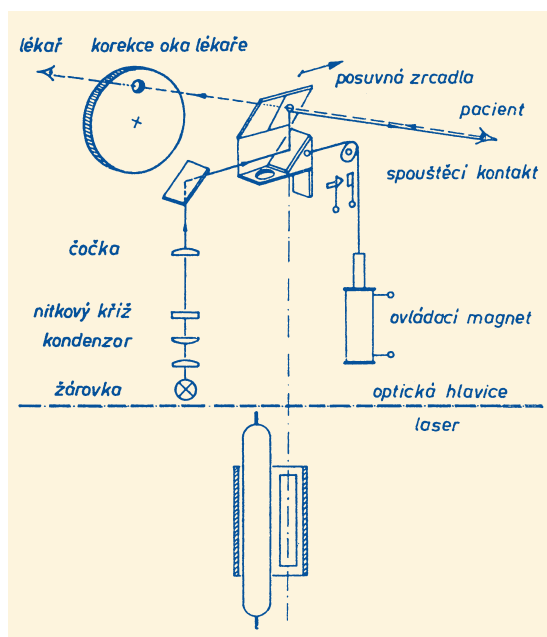 lékař
korekce oka lékaře
posuvná zrcadla
pacient
spouštěcí kontakt
čočka
nitkový kříž
kondenzor
ovládací magnet
žárovka
optická hlavice
laser